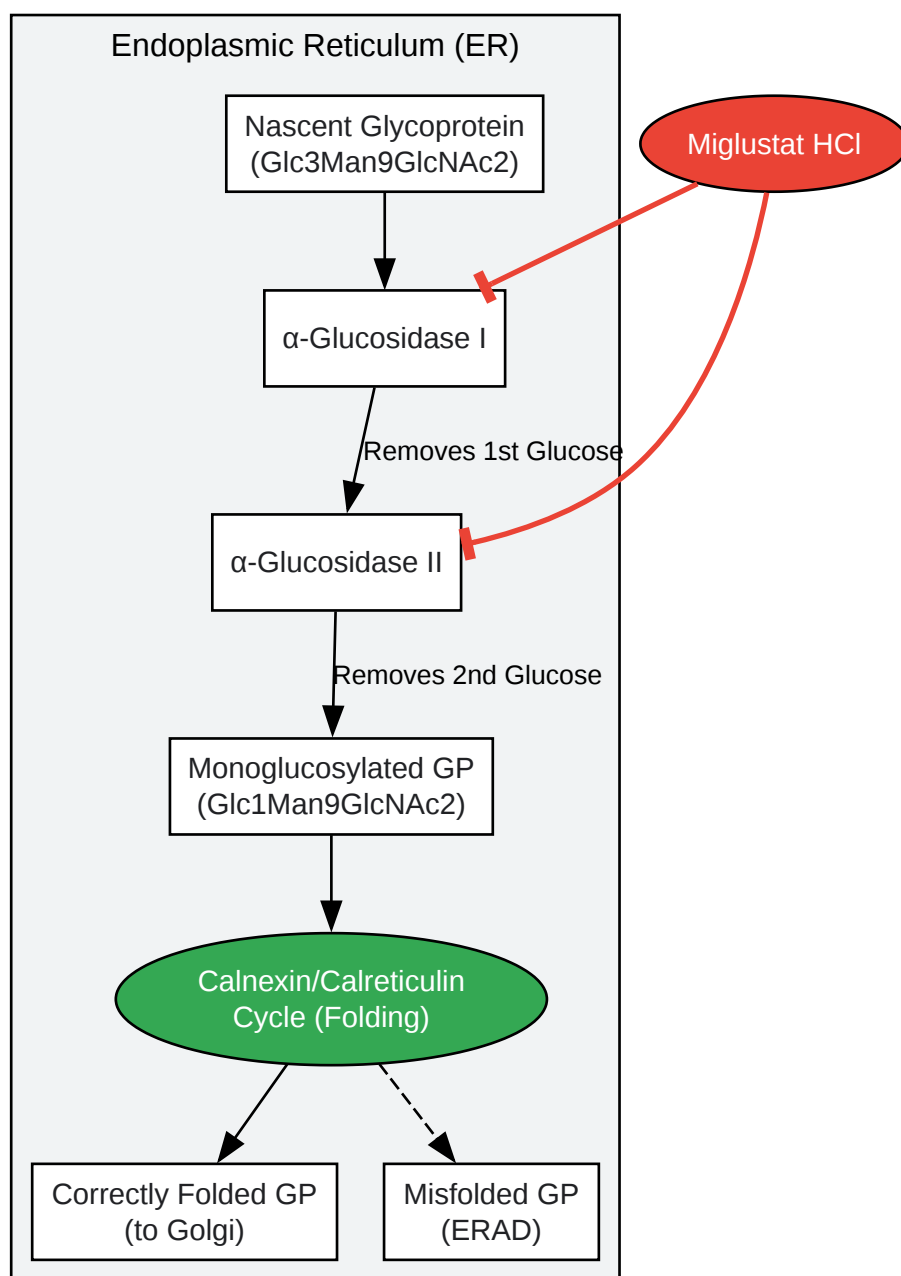 Endoplasmic Reticulum (ER)
Nascent Glycoprotein
(Glc3Man9GlcNAc2)
Miglustat HCl
α-Glucosidase I
Removes 1st Glucose
α-Glucosidase II
Removes 2nd Glucose
Monoglucosylated GP
(Glc1Man9GlcNAc2)
Calnexin/Calreticulin
Cycle (Folding)
Correctly Folded GP
(to Golgi)
Misfolded GP
(ERAD)